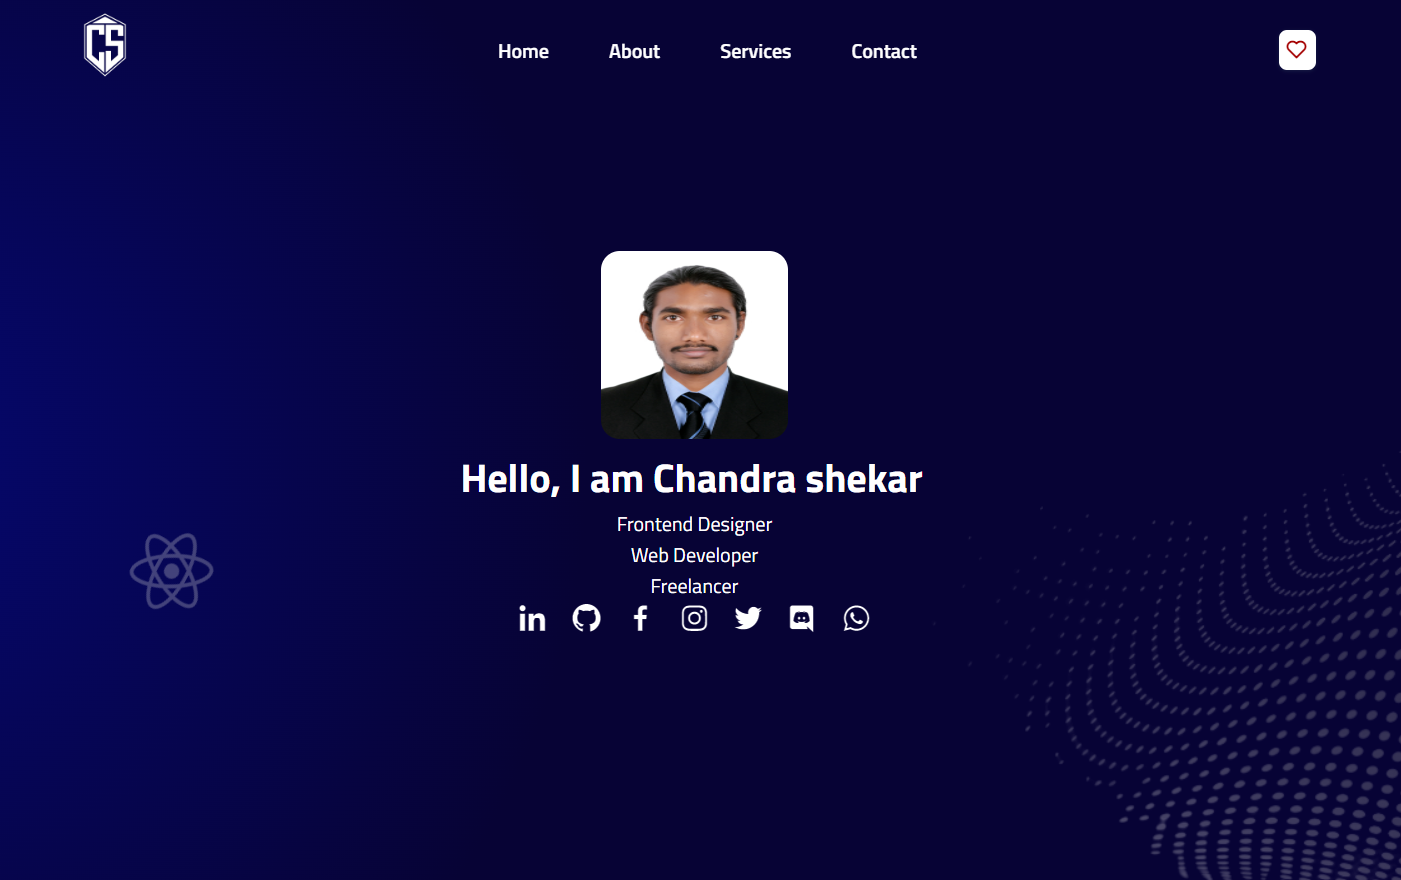 CS
Home About Services Contact
Hello, I am Chandra shekar
Frontend Designer
Web Developer
Freelancer
in